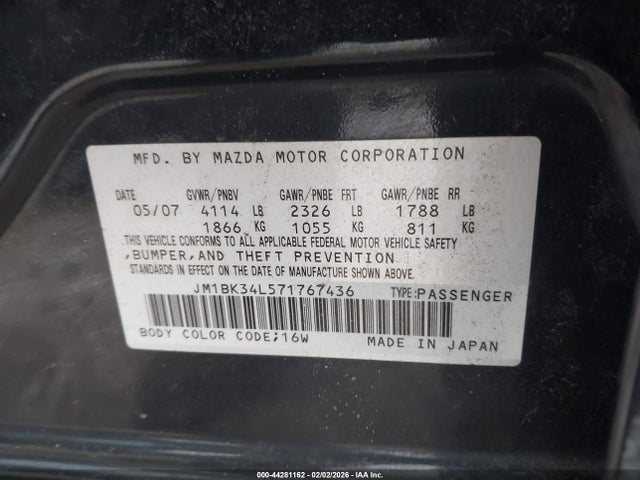 MFD. BY MAZDA MOTOR CORPORATION
DATE GVWR/PNBV GAWR/PNBE FRT GAWR/PNBE RR
05/07 4114 LB 2326 LB 1788 LB
1866 KG 1055 KG 811 KG
THIS VEHICLE CONFORMS TO ALL APPLICABLE FEDERAL MOTOR VEHICLE SAFETY
,BUMPER,AND THEFT PREVENTION
STANDARDS IN EFFECT ON THE DATE OF MANUFACTURE SHOWN ABOVE.
JM1BK34L571767436 TYPE:PASSENGER
BODY COLOR CODE;16W MADE IN JAPAN
000-44281162 - 02/02/2026 - IAA Inc.